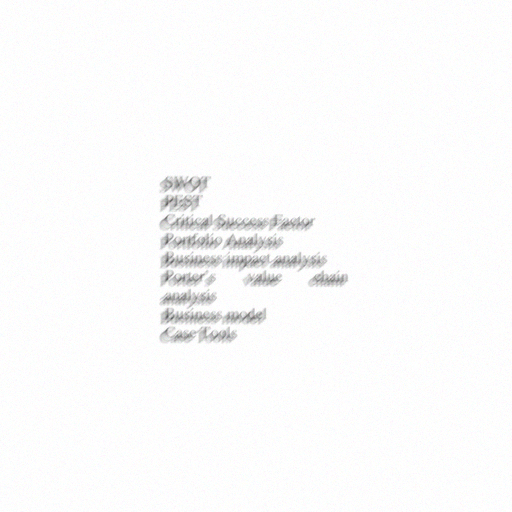 SWOT
PEST
Critical Success Factor
Portfolio Analysis
Business impact analysis
Porter's value chain
analysis
Business model
Case Tools